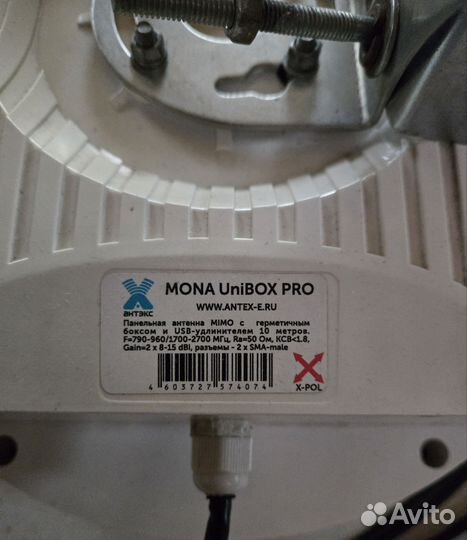 MONA UniBOX PRO
АНТЭКС
WWW.ANTEX-E.RU
Панельная антенна MIMO с герметичным
боксом и USB-удлинителем 10 метров.
F=790-960/1700-2700 МГц, Ra=50 Ом, КСВ<1.8,
Gain=2 x 8-15 dBi, разъемы - 2 x SMA-male
4 603727 574074
X-POL
Avito